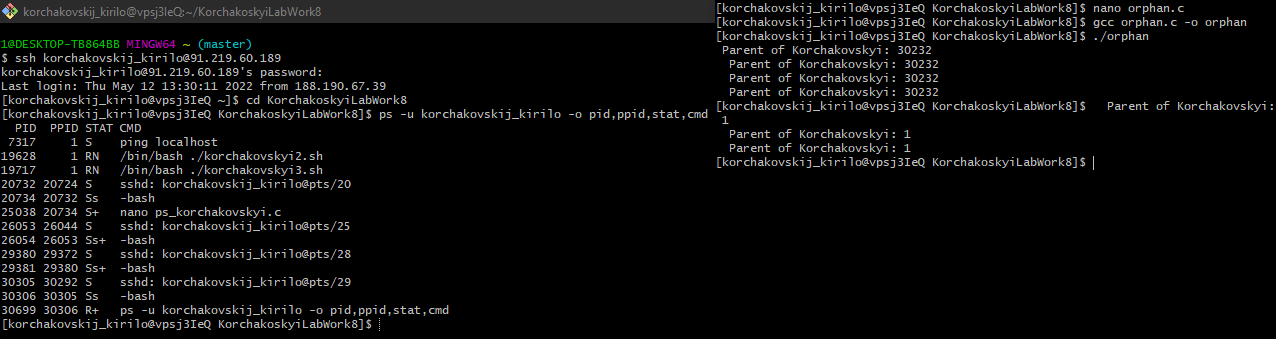 korchakovskij_kirilo@vpsj3IeQ:~/KorchakoskyiLabWork8
1@DESKTOP-TB864BB MINGW64 ~ (master)
$ ssh korchakovskij_kirilo@91.219.60.189
korchakovskij_kirilo@91.219.60.189's password:
Last login: Thu May 12 13:30:11 2022 from 188.190.67.39
[korchakovskij_kirilo@vpsj3IeQ ~]$ cd KorchakoskyiLabWork8
[korchakovskij_kirilo@vpsj3IeQ KorchakoskyiLabWork8]$ ps -u korchakovskij_kirilo -o pid,ppid,stat,cmd
  PID  PPID STAT CMD
 7317     1 S    ping localhost
19628     1 RN   /bin/bash ./korchakovskyi2.sh
19717     1 RN   /bin/bash ./korchakovskyi3.sh
20732 20724 S    sshd: korchakovskij_kirilo@pts/20
20734 20732 Ss   -bash
25038 20734 S+   nano ps_korchakovskyi.c
26053 26044 S    sshd: korchakovskij_kirilo@pts/25
26054 26053 Ss+  -bash
29380 29372 S    sshd: korchakovskij_kirilo@pts/28
29381 29380 Ss+  -bash
30305 30292 S    sshd: korchakovskij_kirilo@pts/29
30306 30305 Ss   -bash
30699 30306 R+   ps -u korchakovskij_kirilo -o pid,ppid,stat,cmd
[korchakovskij_kirilo@vpsj3IeQ KorchakoskyiLabWork8]$
[korchakovskij_kirilo@vpsj3IeQ KorchakoskyiLabWork8]$ nano orphan.c
[korchakovskij_kirilo@vpsj3IeQ KorchakoskyiLabWork8]$ gcc orphan.c -o orphan
[korchakovskij_kirilo@vpsj3IeQ KorchakoskyiLabWork8]$ ./orphan
 Parent of Korchakovskyi: 30232
  Parent of Korchakovskyi: 30232
  Parent of Korchakovskyi: 30232
  Parent of Korchakovskyi: 30232
[korchakovskij_kirilo@vpsj3IeQ KorchakoskyiLabWork8]$   Parent of Korchakovskyi:
 1
  Parent of Korchakovskyi: 1
  Parent of Korchakovskyi: 1
[korchakovskij_kirilo@vpsj3IeQ KorchakoskyiLabWork8]$